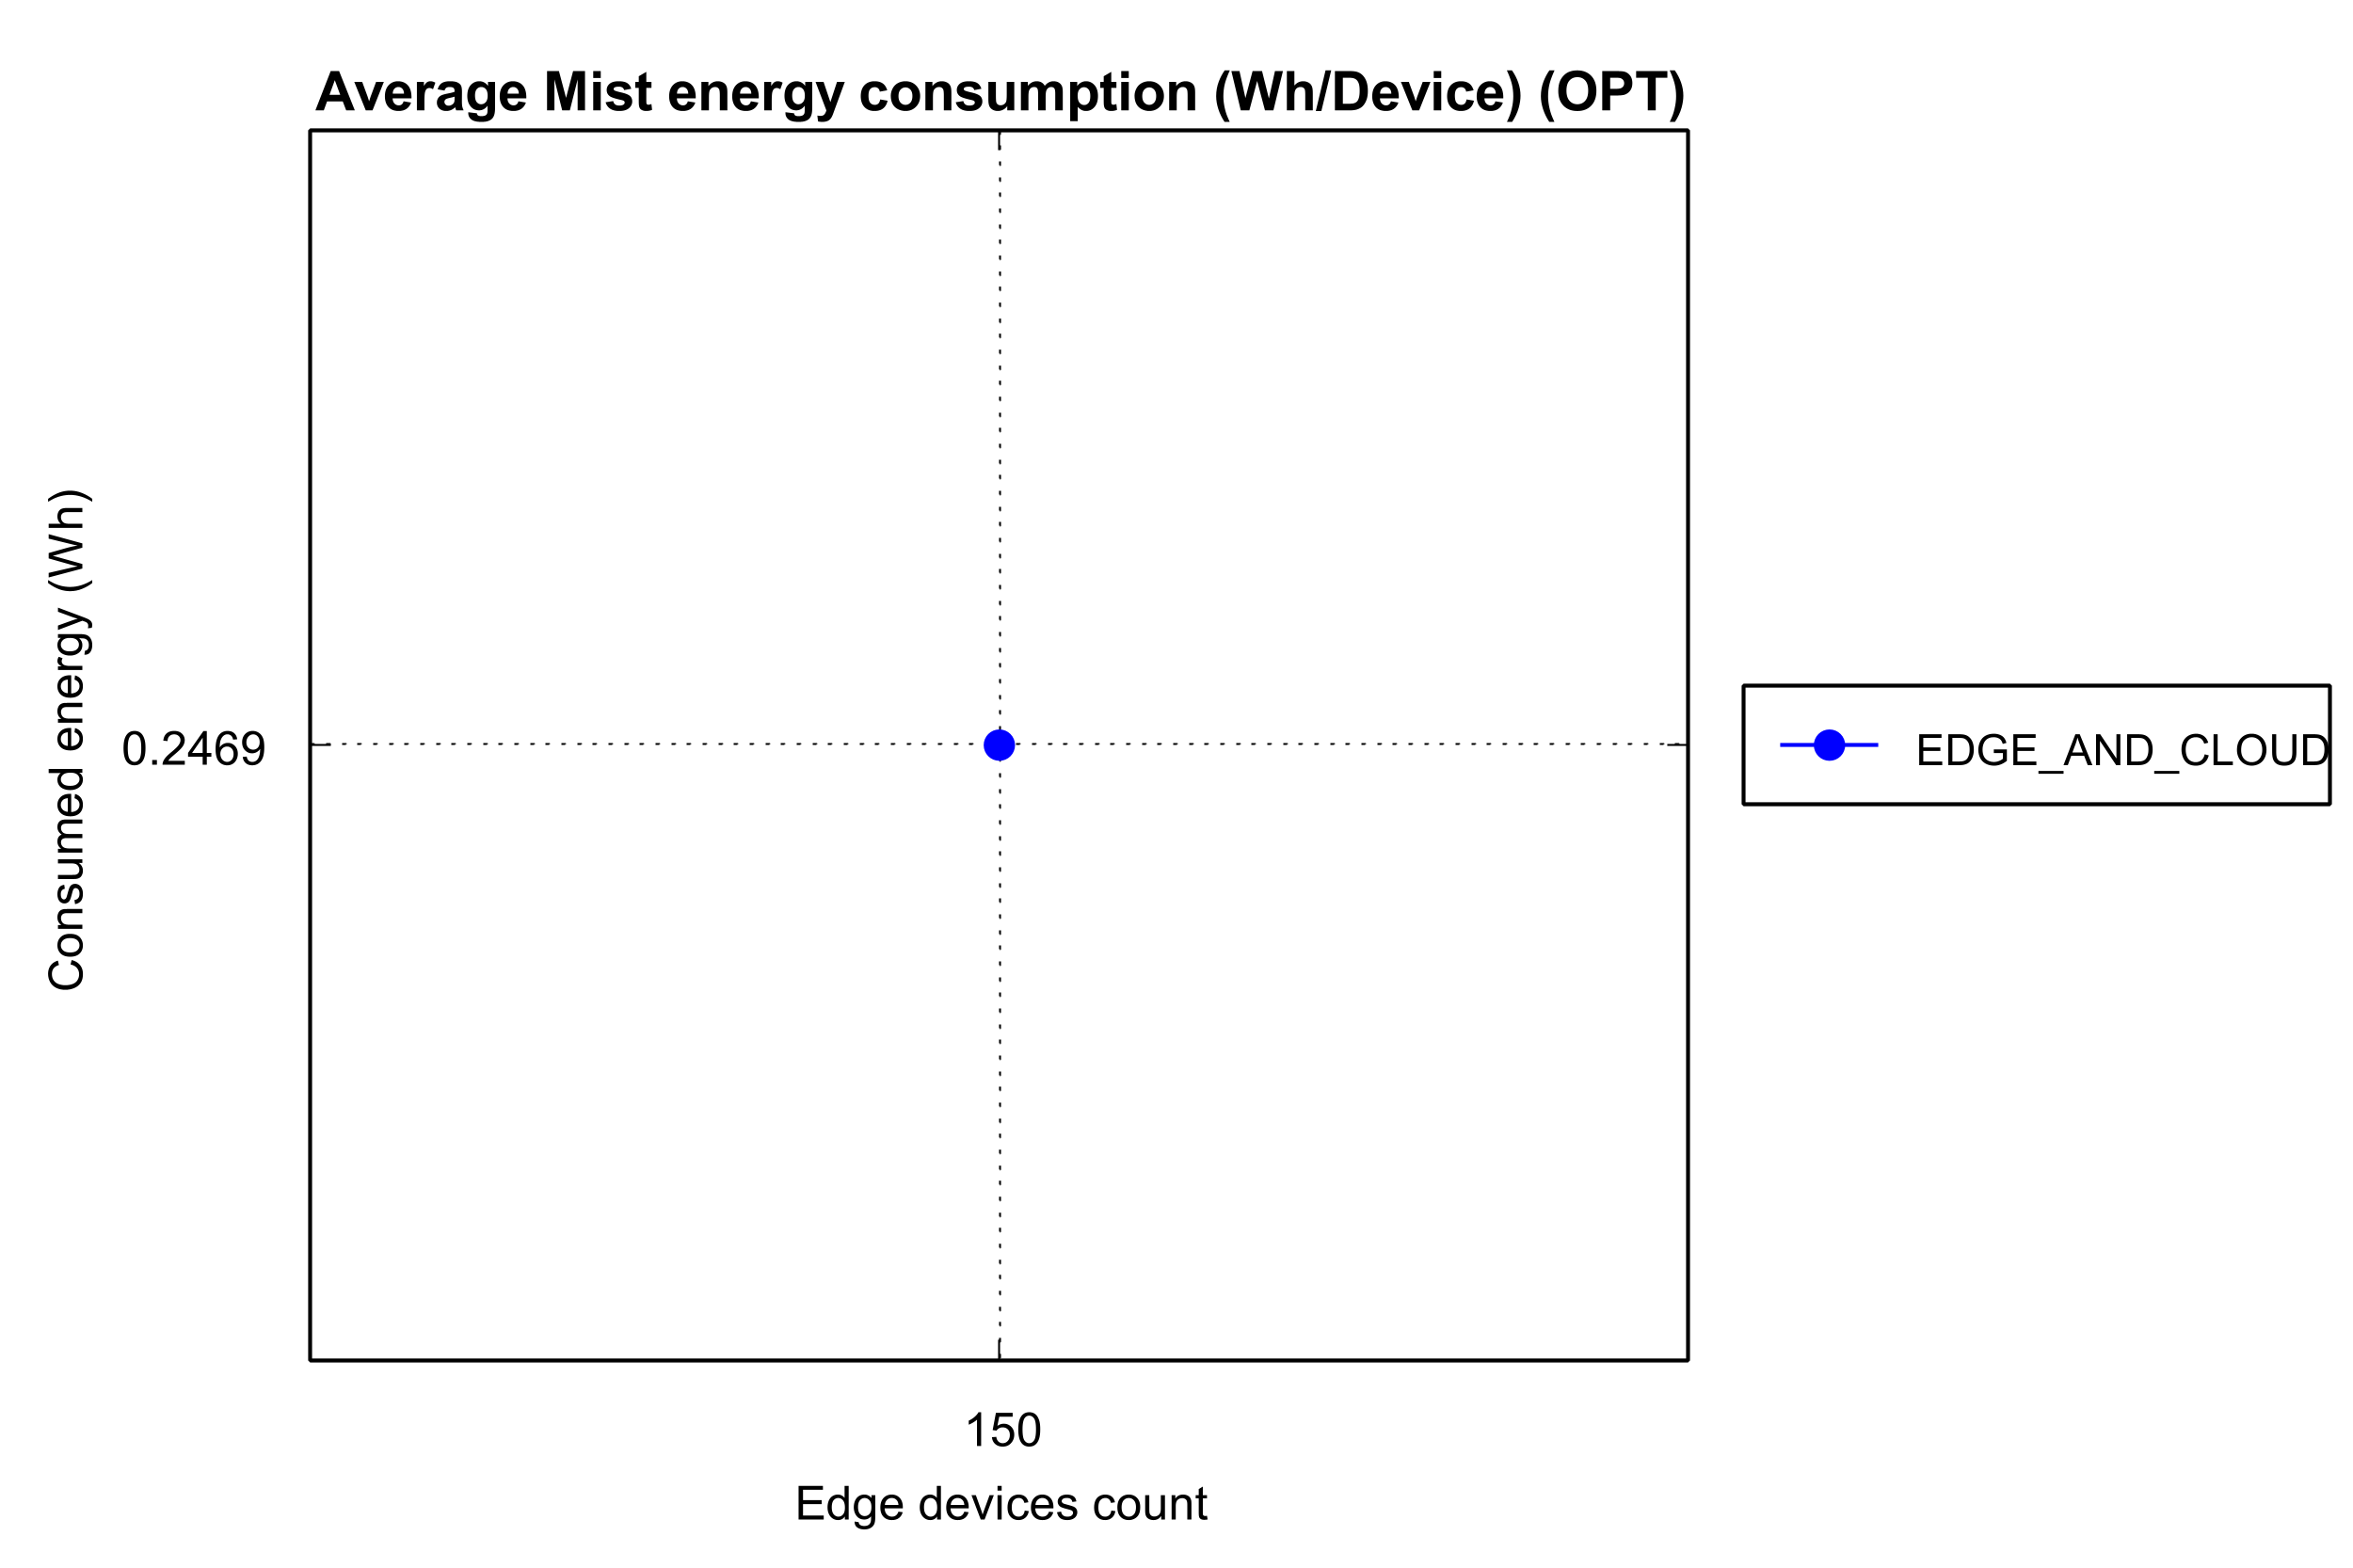 Average Mist energy consumption (Wh/Device) (OPT)
Consumed energy (Wh)
0.2469
EDGE_AND_CLOUD
150
Edge devices count